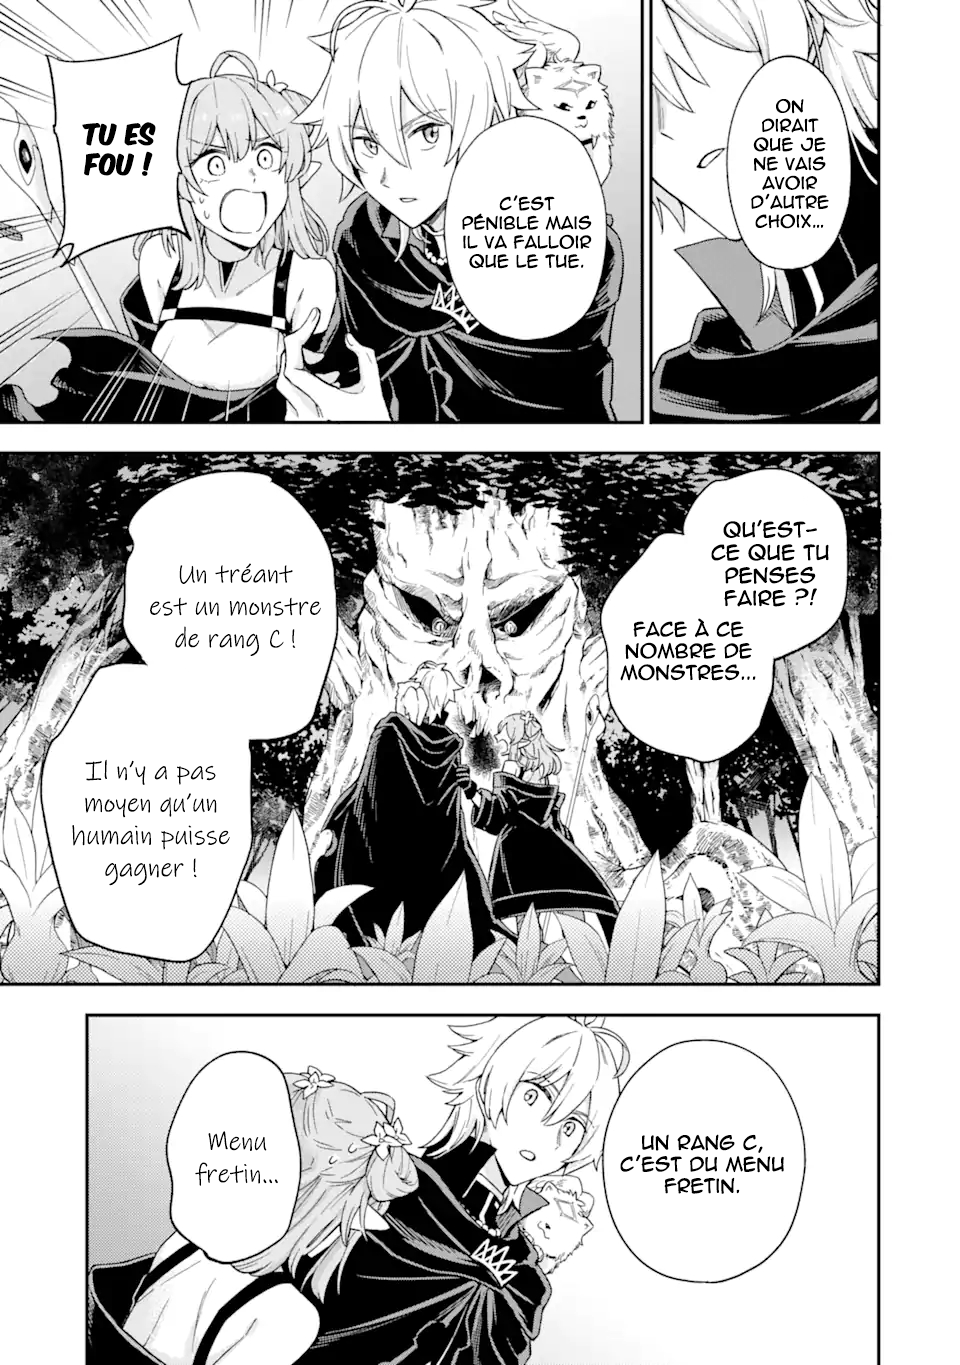 ON
DIRAIT
QUE JE
NE VAIS
AVOIR
D'AUTRE
CHOIX...
C'EST
PÉNIBLE MAIS
IL VA FALLOIR
QUE LE TUE.
TU ES
FOU !
QU'EST-
CE QUE TU
PENSES
FAIRE ?!
FACE À CE
NOMBRE DE
MONSTRES...
Un tréant
est un monstre
de rang C !
Il n'y a pas
moyen qu'un
humain puisse
gagner !
UN RANG C,
C'EST DU MENU
FRETIN.
Menu
fretin...